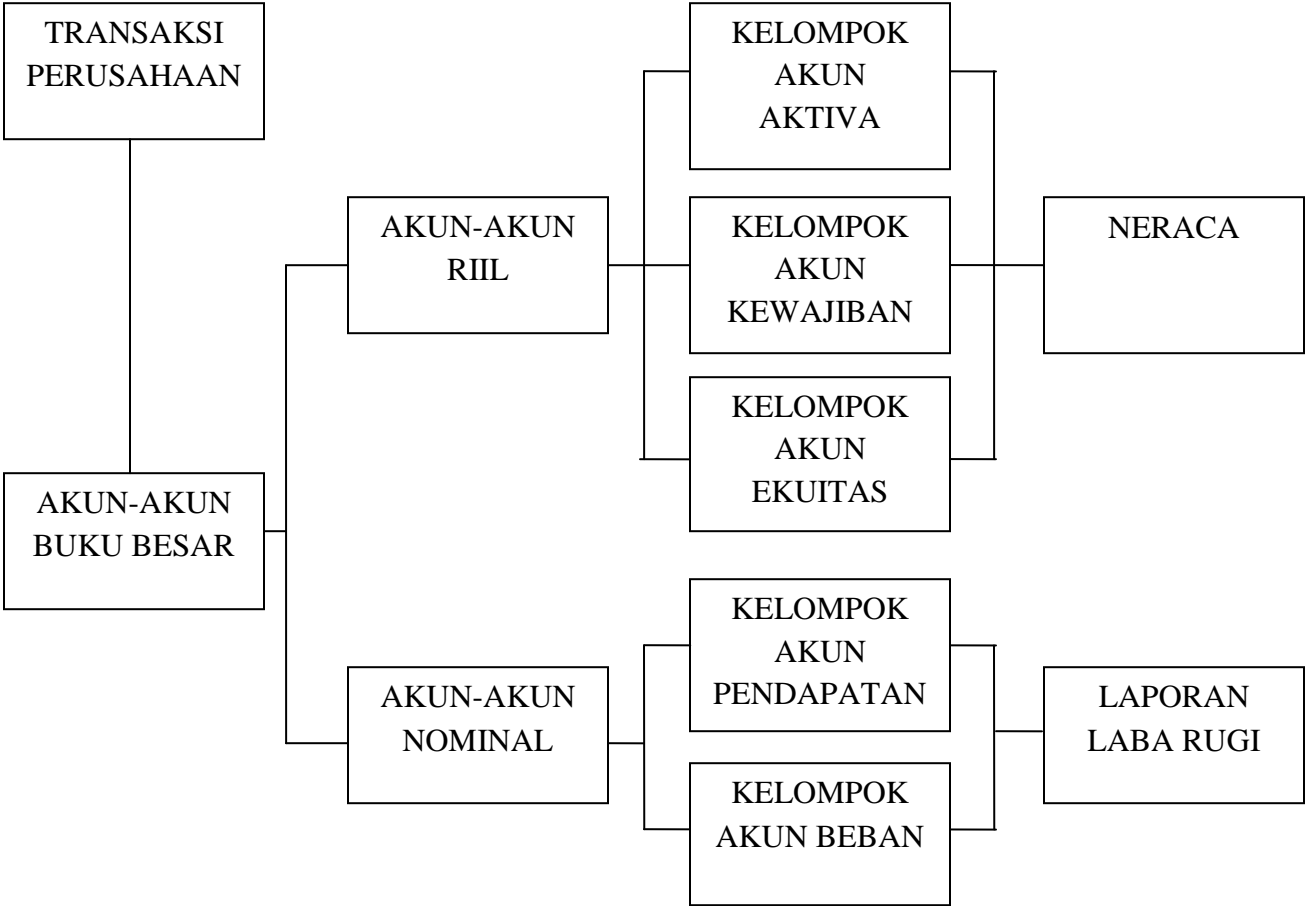 TRANSAKSI
PERUSAHAAN
AKUN-AKUN
BUKU BESAR
AKUN-AKUN
RIIL
AKUN-AKUN
NOMINAL
KELOMPOK
AKUN
AKTIVA
KELOMPOK
AKUN
KEWAJIBAN
KELOMPOK
AKUN
EKUITAS
KELOMPOK
AKUN
PENDAPATAN
KELOMPOK
AKUN BEBAN
NERACA
LAPORAN
LABA RUGI